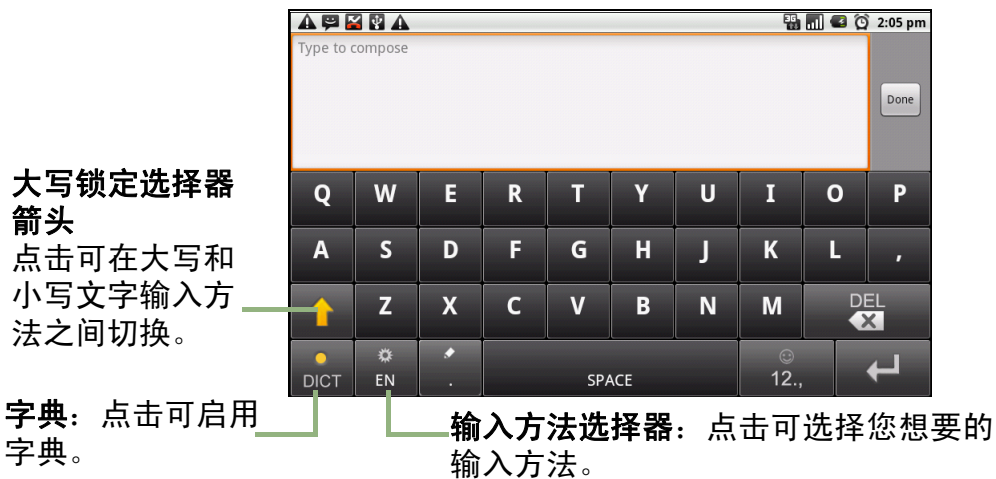 3G
2:05 pm
Type to compose
Done
大写锁定选择器
箭头
点击可在大写和
小写文字输入方
法之间切换。
Q W E R T Y U I O P
A S D F G H J K L ,
Z X C V B N M DEL
DICT EN . SPACE 12.,
字典：点击可启用
字典。
输入方法选择器：点击可选择您想要的
输入方法。